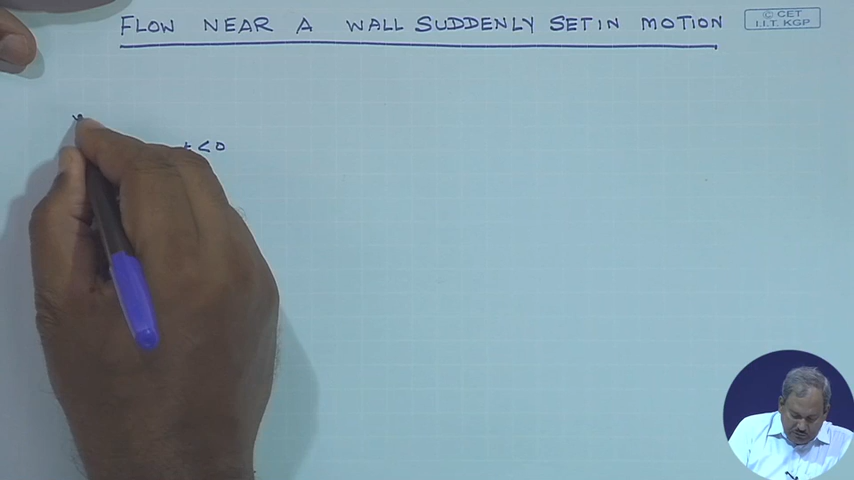 FLOW NEAR A WALL SUDDENLY SET IN MOTION
© CET
I.I.T. KGP
t < 0